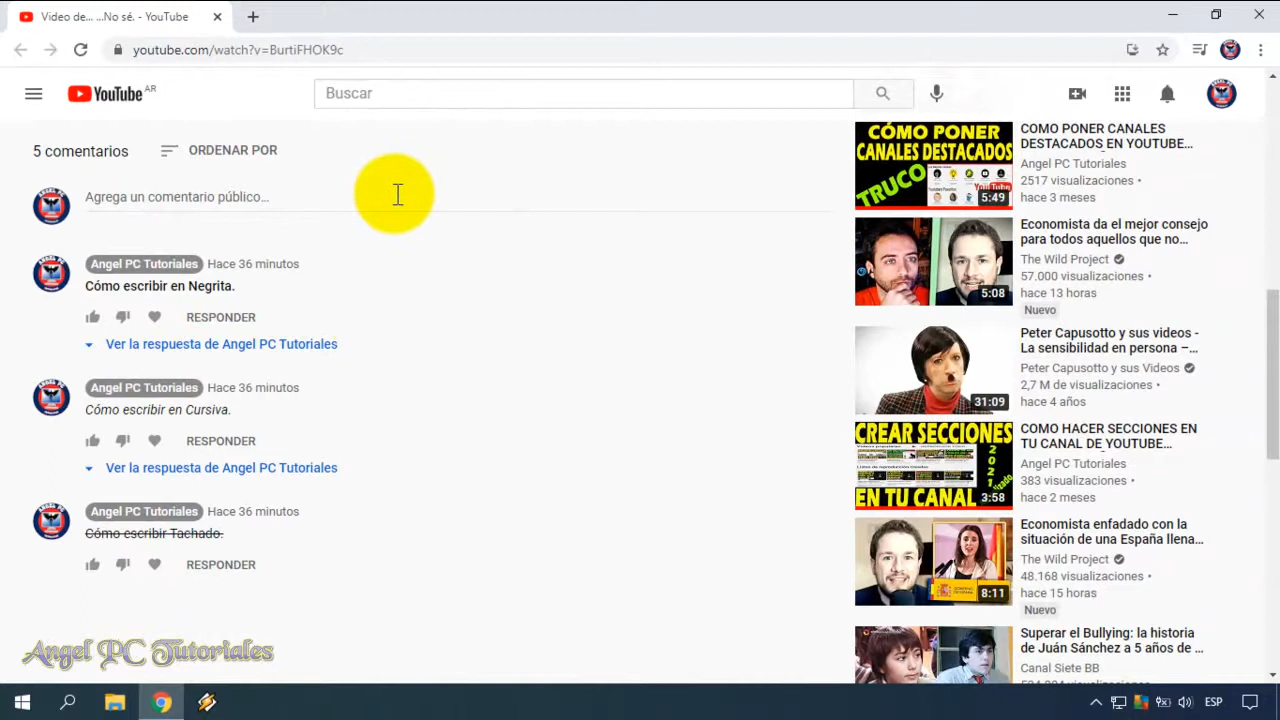 Video de... ...No sé. - YouTube
youtube.com/watch?v=BurtiFHOK9c
YouTube AR
Buscar
5 comentarios
ORDENAR POR
Agrega un comentario público...
Angel PC Tutoriales Hace 36 minutos
Cómo escribir en Negrita.
RESPONDER
Ver la respuesta de Angel PC Tutoriales
Angel PC Tutoriales Hace 36 minutos
Cómo escribir en Cursiva.
RESPONDER
Ver la respuesta de Angel PC Tutoriales
Angel PC Tutoriales Hace 36 minutos
Cómo escribir Tachado.
RESPONDER
Angel PC Tutoriales
CÓMO PONER
CANALES DESTACADOS
TRUCO
5:49
COMO PONER CANALES
DESTACADOS EN YOUTUBE...
Angel PC Tutoriales
2517 visualizaciones •
hace 3 meses
5:08
Economista da el mejor consejo
para todos aquellos que no...
The Wild Project
57.000 visualizaciones •
hace 13 horas
Nuevo
31:09
Peter Capusotto y sus videos -
La sensibilidad en persona –...
Peter Capusotto y sus Videos
2,7 M de visualizaciones •
hace 4 años
CREAR SECCIONES
2021
EN TU CANAL
3:58
COMO HACER SECCIONES EN
TU CANAL DE YOUTUBE...
Angel PC Tutoriales
383 visualizaciones •
hace 2 meses
8:11
Economista enfadado con la
situación de una España llena...
The Wild Project
48.168 visualizaciones •
hace 15 horas
Nuevo
Superar el Bullying: la historia
de Juán Sánchez a 5 años de ...
Canal Siete BB
ESP